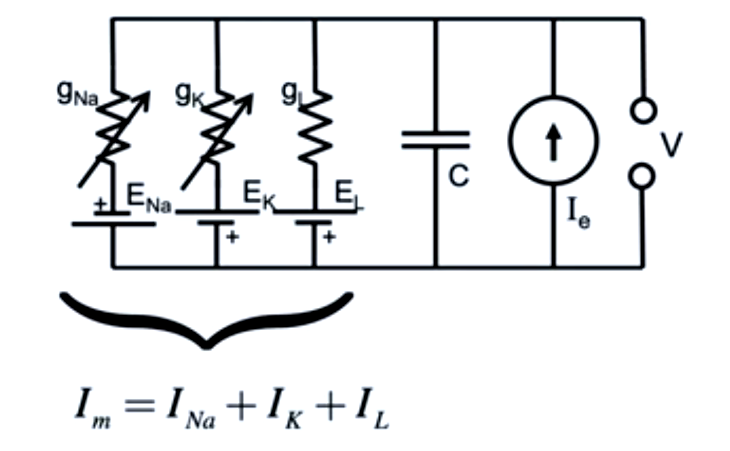 gNa gK gL
+ ENa EK EL C V
+ + Ie
Im = INa + IK + IL